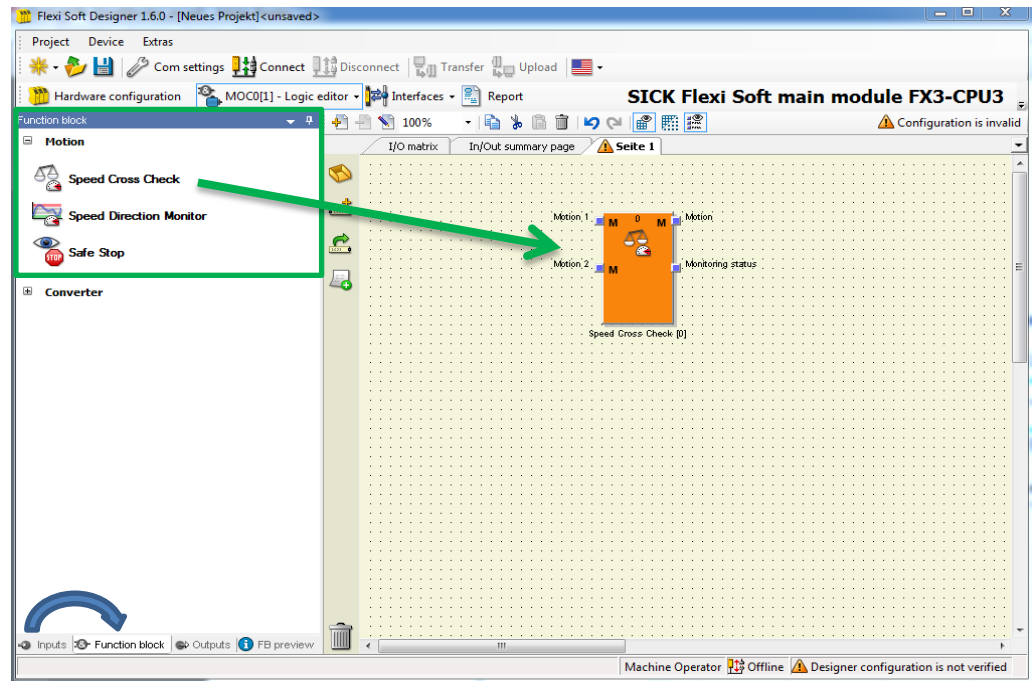 Flexi Soft Designer 1.6.0 - [Neues Projekt]<unsaved>
Project Device Extras
Com settings Connect Disconnect Transfer Upload
Hardware configuration MOC0[1] - Logic editor Interfaces Report SICK Flexi Soft main module FX3-CPU3
Function block 100% Configuration is invalid
Motion I/O matrix In/Out summary page Seite 1
Speed Cross Check
Speed Direction Monitor
Safe Stop
Converter
Motion 1 M 0 M Motion
Motion 2 M Monitoring status
Speed Cross Check [0]
STOP
Inputs Function block Outputs FB preview
Machine Operator Offline Designer configuration is not verified